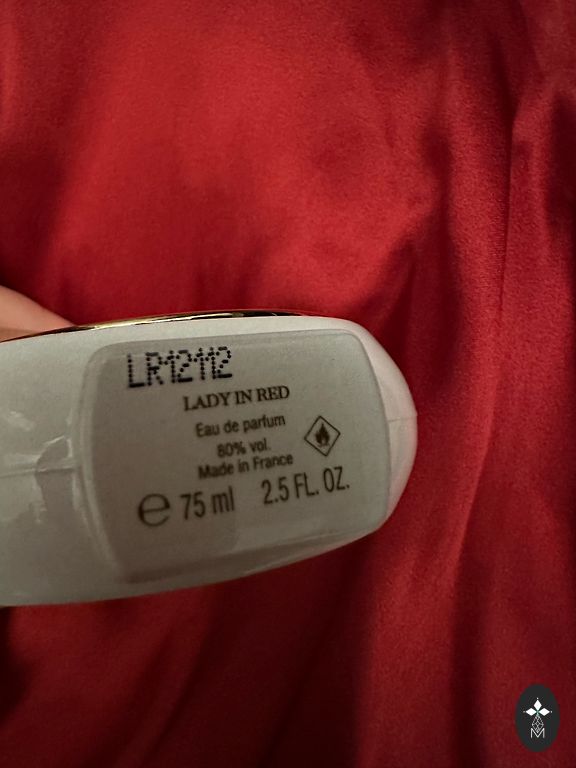 LR12112
LADY IN RED
Eau de parfum
80% vol.
Made in France
℮ 75 ml 2.5 FL. OZ.
M